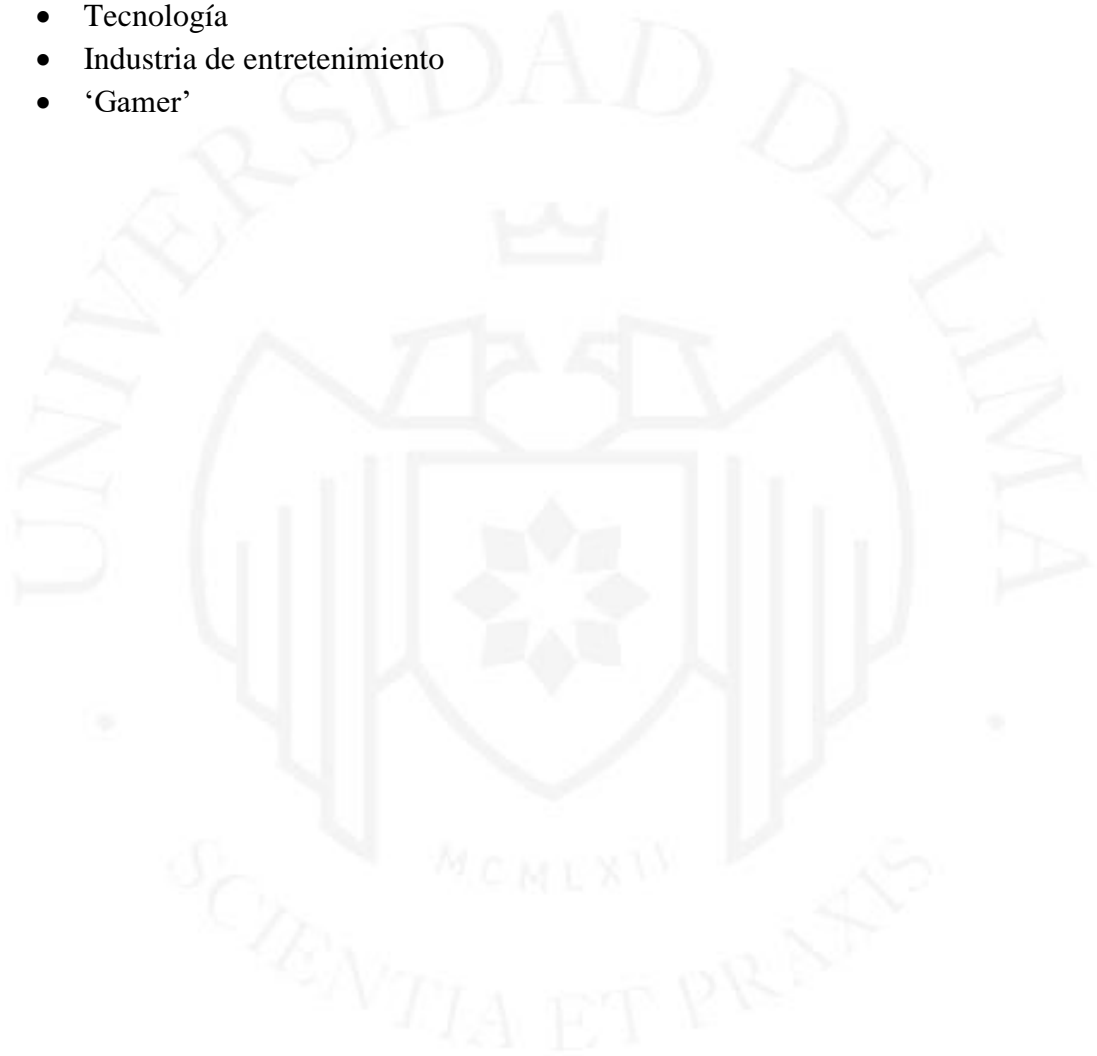 • Tecnología
• Industria de entretenimiento
• ‘Gamer’
UNIVERSIDAD DE LIMA
MCMLXII
SCIENTIA ET PRAXIS